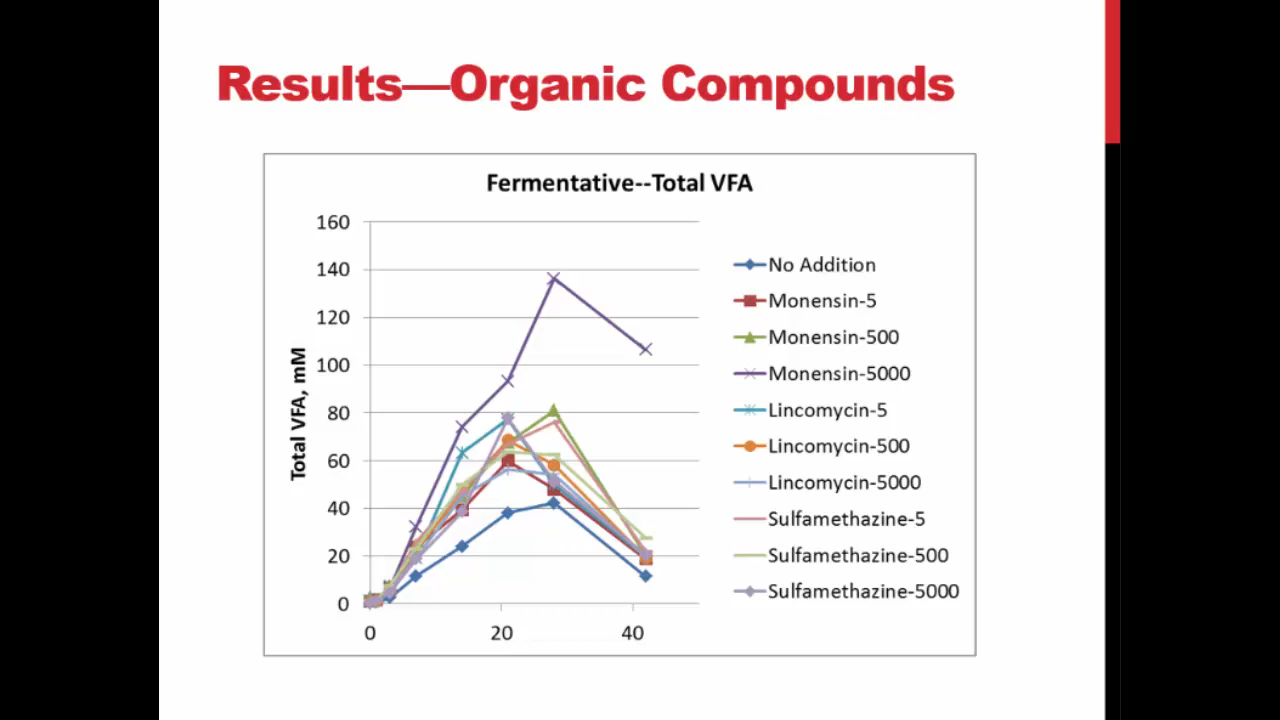 Results—Organic Compounds
Fermentative--Total VFA
Total VFA, mM
160
140
120
100
80
60
40
20
0
0 20 40
No Addition
Monensin-5
Monensin-500
Monensin-5000
Lincomycin-5
Lincomycin-500
Lincomycin-5000
Sulfamethazine-5
Sulfamethazine-500
Sulfamethazine-5000